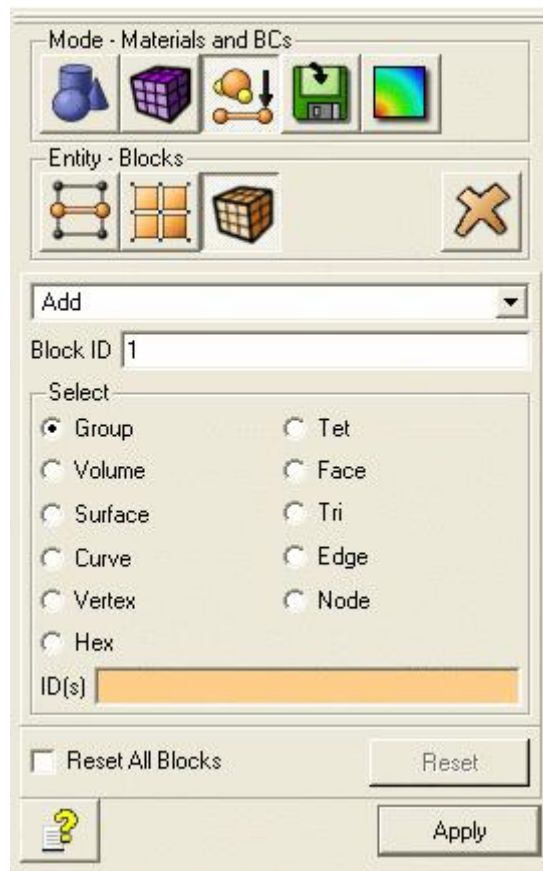 Mode - Materials and BCs
Entity - Blocks
Add
Block ID 1
Select
Group Tet
Volume Face
Surface Tri
Curve Edge
Vertex Node
Hex
ID(s)
Reset All Blocks Reset
Apply